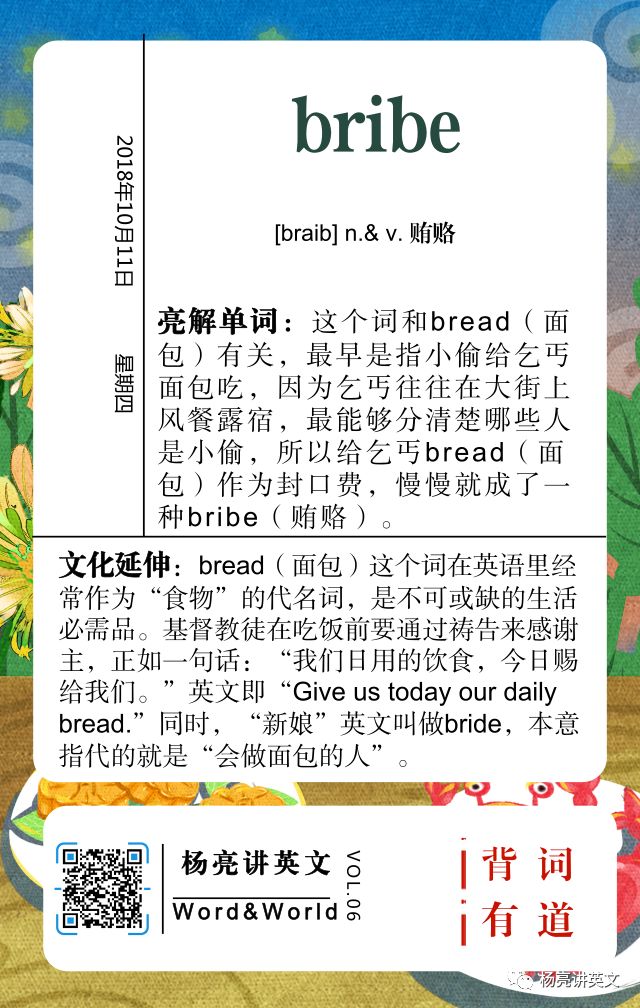 bribe
[braib] n.& v. 贿赂
2018年10月11日 星期四
亮解单词：这个词和bread（面
包）有关，最早是指小偷给乞丐
面包吃，因为乞丐往往在大街上
风餐露宿，最能够分清楚哪些人
是小偷，所以给乞丐bread（面
包）作为封口费，慢慢就成了一
种bribe（贿赂）。
文化延伸：bread（面包）这个词在英语里经
常作为“食物”的代名词，是不可或缺的生活
必需品。基督教徒在吃饭前要通过祷告来感谢
主，正如一句话：“我们日用的饮食，今日赐
给我们。”英文即“Give us today our daily
bread.”同时，“新娘”英文叫做bride，本意
指代的就是“会做面包的人”。
杨亮讲英文
Word&World
VOL.06
背词
有道
杨亮讲英文